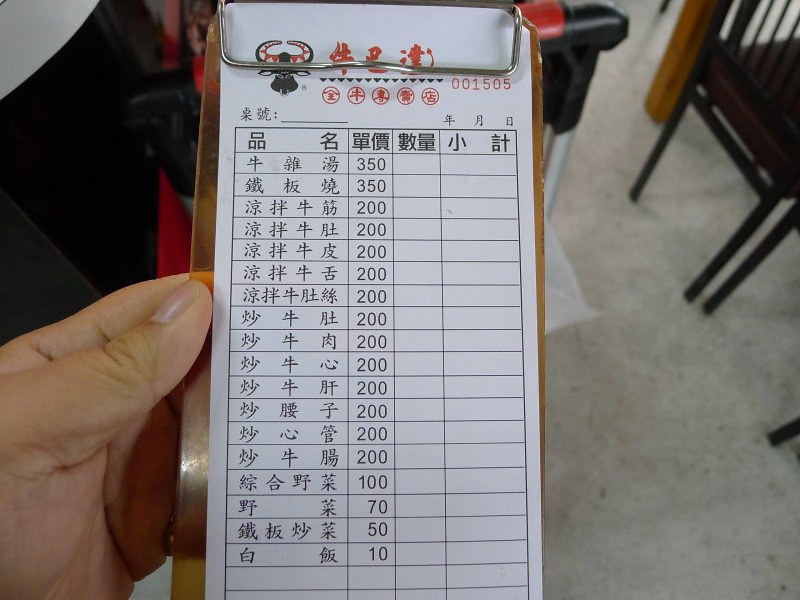 牛巴達
全牛專賣店 001505
桌號: 年 月 日
品名 單價 數量 小計
牛雜湯 350
鐵板燒 350
涼拌牛筋 200
涼拌牛肚 200
涼拌牛皮 200
涼拌牛舌 200
涼拌牛肚絲 200
炒牛肚 200
炒牛肉 200
炒牛心 200
炒牛肝 200
炒腰子 200
炒心管 200
炒牛腸 200
綜合野菜 100
野菜 70
鐵板炒菜 50
白飯 10